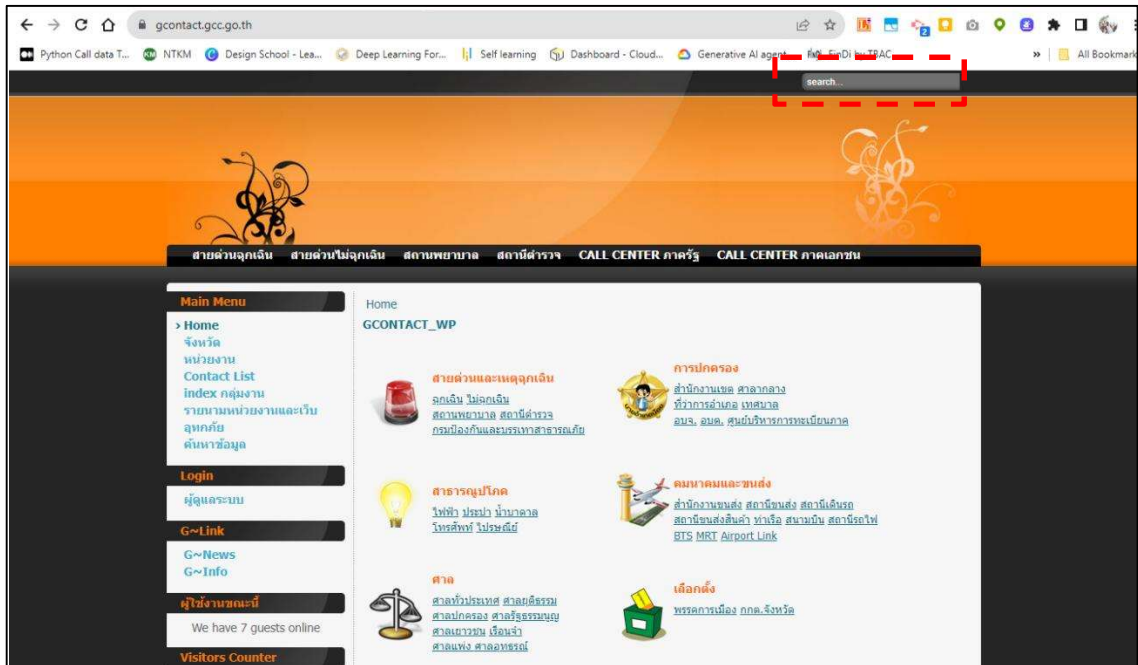 gcontact.gcc.go.th
Python Call data T... NTKM Design School - Lea... Deep Learning For... Self learning Dashboard - Cloud... Generative AI agent All Bookmark
search...
สายด่วนฉุกเฉิน สายด่วนไม่ฉุกเฉิน สถานพยาบาล สถานีตำรวจ CALL CENTER ภาครัฐ CALL CENTER ภาคเอกชน
Main Menu
Home
จังหวัด
หน่วยงาน
Contact List
index กลุ่มงาน
รายนามหน่วยงานและเว็บ
อุทกภัย
ค้นหาข้อมูล
Login
ผู้ดูแลระบบ
G~Link
G~News
G~Info
ผู้ใช้งานขณะนี้
We have 7 guests online
Visitors Counter
Home
GCONTACT_WP
สายด่วนและเหตุฉุกเฉิน
ฉุกเฉิน ไม่ฉุกเฉิน
สถานพยาบาล สถานีตำรวจ
กรมป้องกันและบรรเทาสาธารณภัย
การปกครอง
สำนักงานเขต ศาลากลาง
ที่ว่าการอำเภอ เทศบาล
อบจ. อบต. ศูนย์บริหารการทะเบียนภาค
สาธารณูปโภค
ไฟฟ้า ประปา น้ำบาดาล
โทรศัพท์ ไปรษณีย์
คมนาคมและขนส่ง
สำนักงานขนส่ง สถานีขนส่ง สถานีเดินรถ
สถานีขนส่งสินค้า ท่าเรือ สนามบิน สถานีรถไฟ
BTS MRT Airport Link
ศาล
ศาลทั่วประเทศ ศาลยุติธรรม
ศาลปกครอง ศาลรัฐธรรมนูญ
ศาลเยาวชน เรือนจำ
ศาลแพ่ง ศาลอุทธรณ์
เลือกตั้ง
พรรคการเมือง กกต.จังหวัด